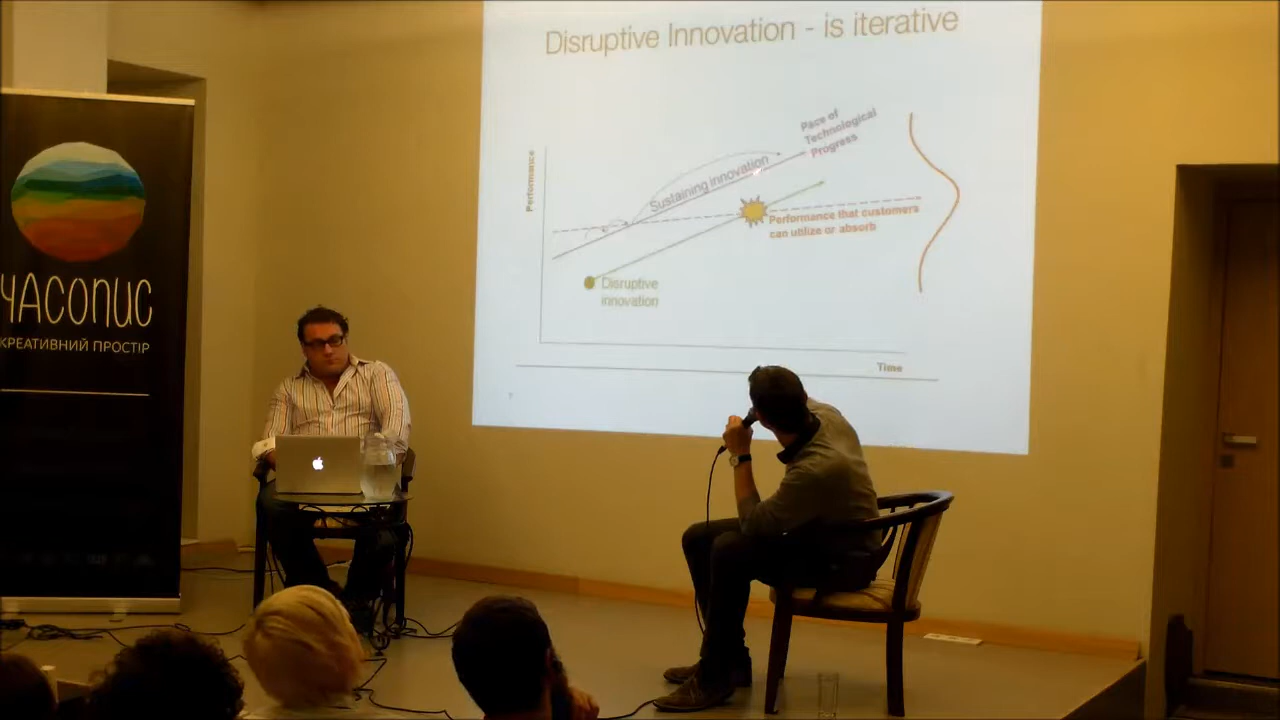 Disruptive Innovation - is iterative
Pace of
Technological
Progress
Performance
Sustaining innovation
Performance that customers
can utilize or absorb
Disruptive
innovation
Time
ЧАСОПИС
КРЕАТИВНИЙ ПРОСТІР